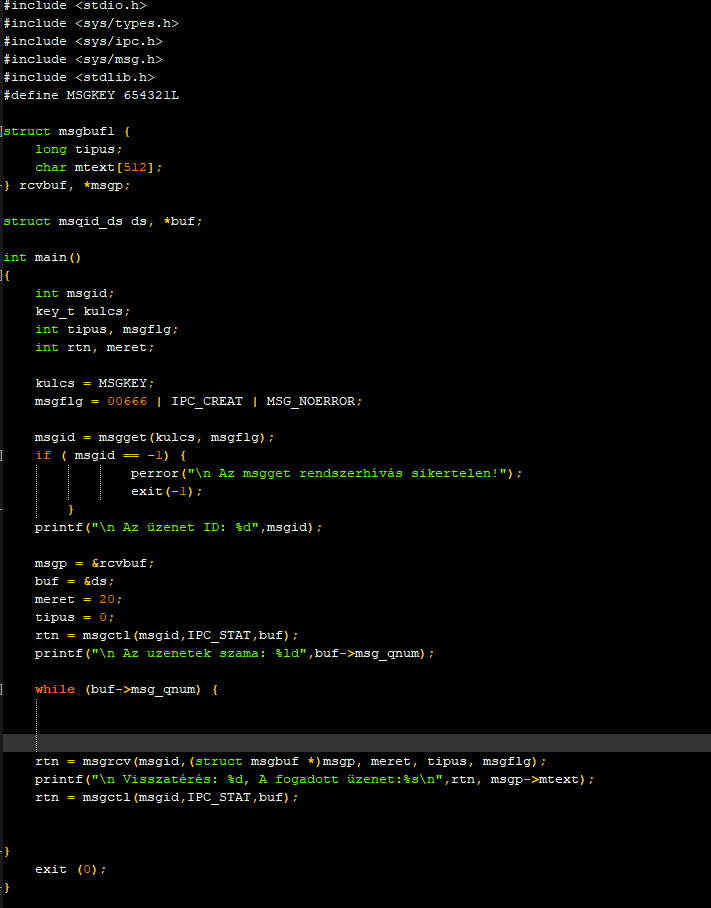 #include <stdio.h>
#include <sys/types.h>
#include <sys/ipc.h>
#include <sys/msg.h>
#include <stdlib.h>
#define MSGKEY 654321L
struct msgbuf1 {
    long tipus;
    char mtext[512];
} rcvbuf, *msgp;
struct msqid_ds ds, *buf;
int main()
{
    int msgid;
    key_t kulcs;
    int tipus, msgflg;
    int rtn, meret;
    kulcs = MSGKEY;
    msgflg = 00666 | IPC_CREAT | MSG_NOERROR;
    msgid = msgget(kulcs, msgflg);
    if ( msgid == -1) {
                perror("\n Az msgget rendszerhívás sikertelen!");
                exit(-1);
        }
    printf("\n Az üzenet ID: %d",msgid);
    msgp = &rcvbuf;
    buf = &ds;
    meret = 20;
    tipus = 0;
    rtn = msgctl(msgid,IPC_STAT,buf);
    printf("\n Az uzenetek szama: %ld",buf->msg_qnum);
    while (buf->msg_qnum) {
    rtn = msgrcv(msgid,(struct msgbuf *)msgp, meret, tipus, msgflg);
    printf("\n Visszatérés: %d, A fogadott üzenet:%s\n",rtn, msgp->mtext);
    rtn = msgctl(msgid,IPC_STAT,buf);
}
    exit (0);
}